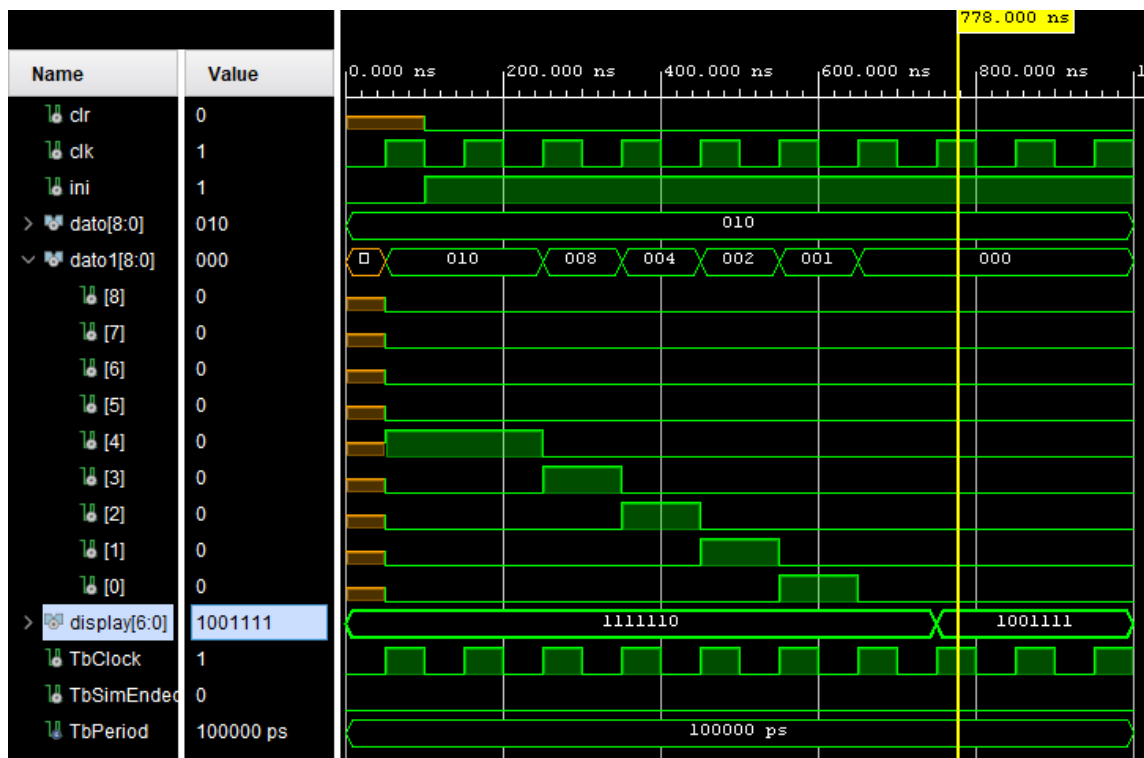 778.000 ns
Name Value
0.000 ns 200.000 ns 400.000 ns 600.000 ns 800.000 ns 1
clr 0
clk 1
ini 1
dato[8:0] 010 010
dato1[8:0] 000 010 008 004 002 001 000
[8] 0
[7] 0
[6] 0
[5] 0
[4] 0
[3] 0
[2] 0
[1] 0
[0] 0
display[6:0] 1001111 1111110 1001111
TbClock 1
TbSimEnded 0
TbPeriod 100000 ps 100000 ps